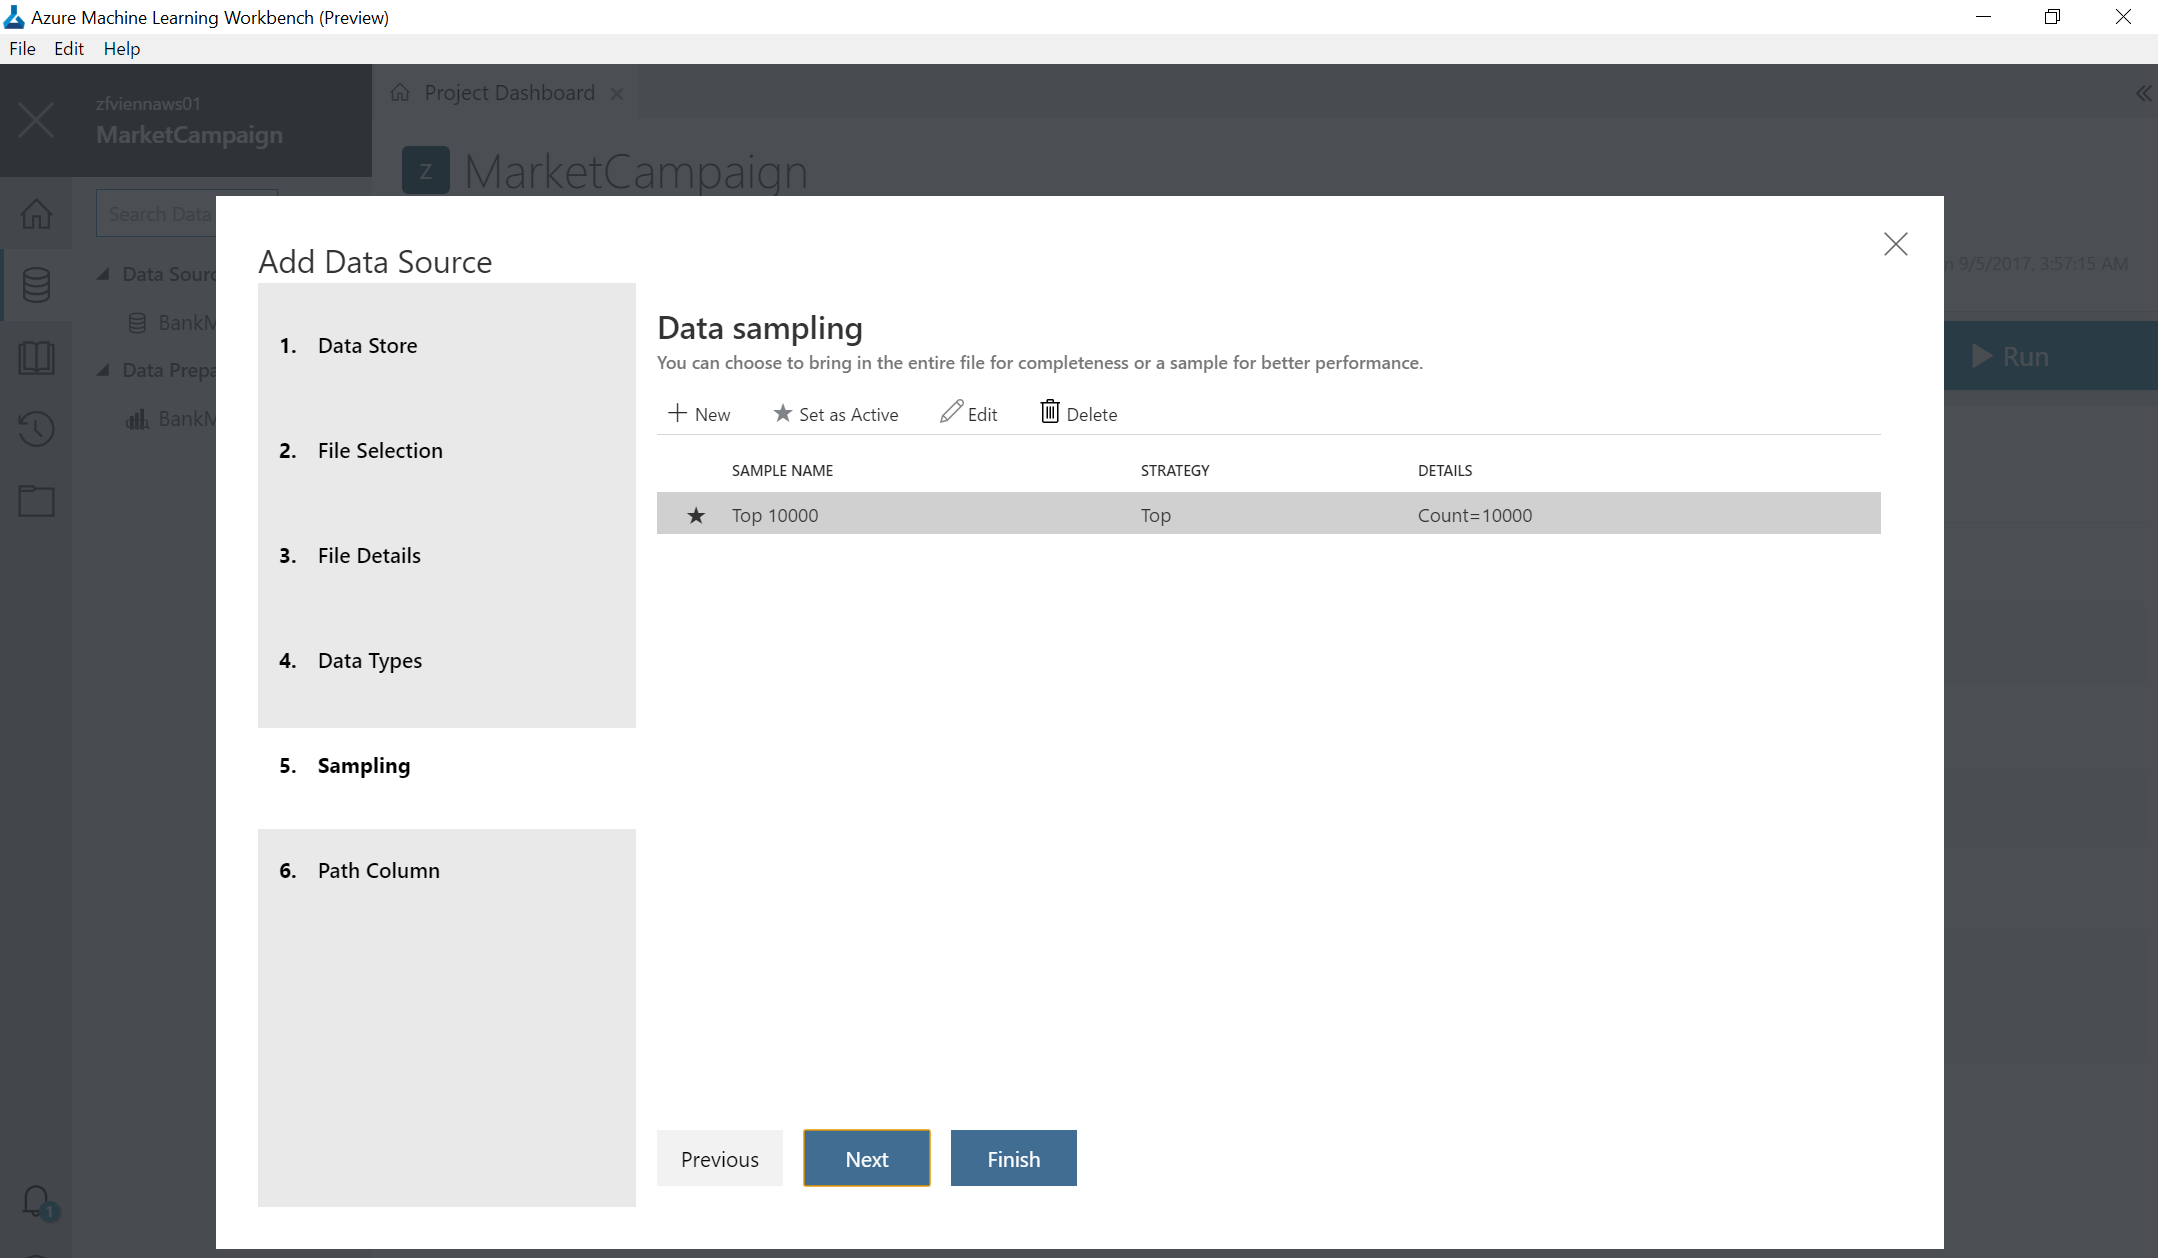 Azure Machine Learning Workbench (Preview)
File Edit Help
zfviennaws01
MarketCampaign
Project Dashboard
Z MarketCampaign
Search Data
Data Sourc
BankM
Data Prepa
BankM
n 9/5/2017, 3:57:15 AM
Run
Add Data Source
1. Data Store
2. File Selection
3. File Details
4. Data Types
5. Sampling
6. Path Column
Data sampling
You can choose to bring in the entire file for completeness or a sample for better performance.
New Set as Active Edit Delete
SAMPLE NAME STRATEGY DETAILS
Top 10000 Top Count=10000
Previous Next Finish
1